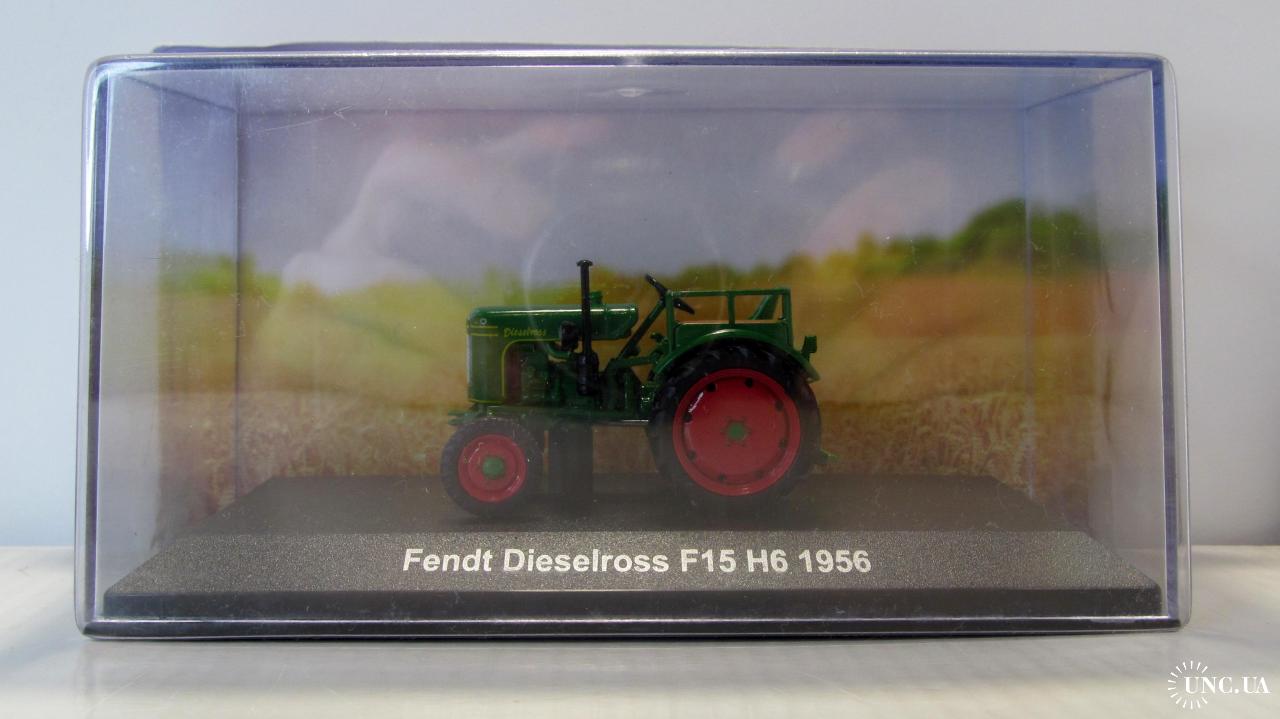 Dieselross
Fendt Dieselross F15 H6 1956
UNC.UA